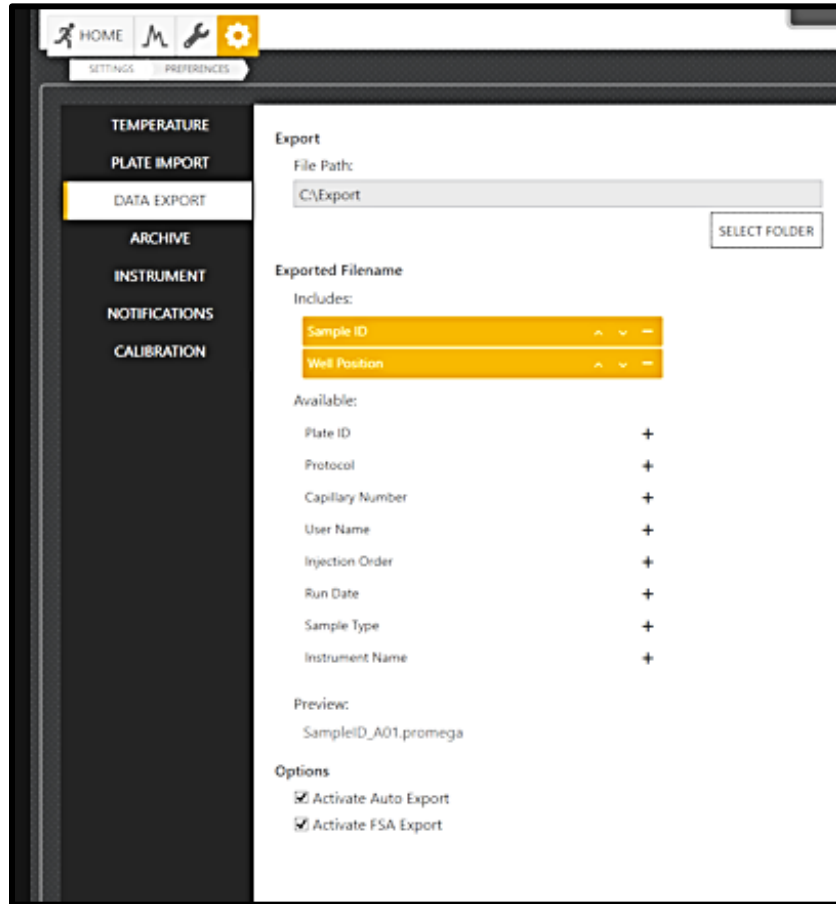 HOME
SETTINGS PREFERENCES
TEMPERATURE
PLATE IMPORT
DATA EXPORT
ARCHIVE
INSTRUMENT
NOTIFICATIONS
CALIBRATION
Export
File Path:
C:\Export
SELECT FOLDER
Exported Filename
Includes:
Sample ID
Well Position
Available:
Plate ID
Protocol
Capillary Number
User Name
Injection Order
Run Date
Sample Type
Instrument Name
Preview:
SampleID_A01.promega
Options
Activate Auto Export
Activate FSA Export